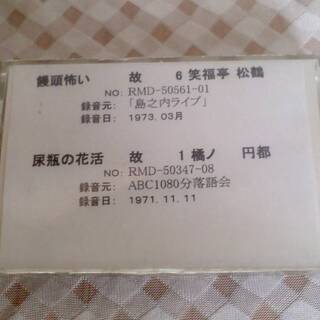 饅頭怖い 故 6 笑福亭 松鶴
NO: RMD-50561-01
録音元: 「島之内ライブ」
録音日: 1973. 03月
尿瓶の花活 故 1 橘ノ 円都
NO: RMD-50347-08
録音元: ABC1080分落語会
録音日: 1971. 11. 11